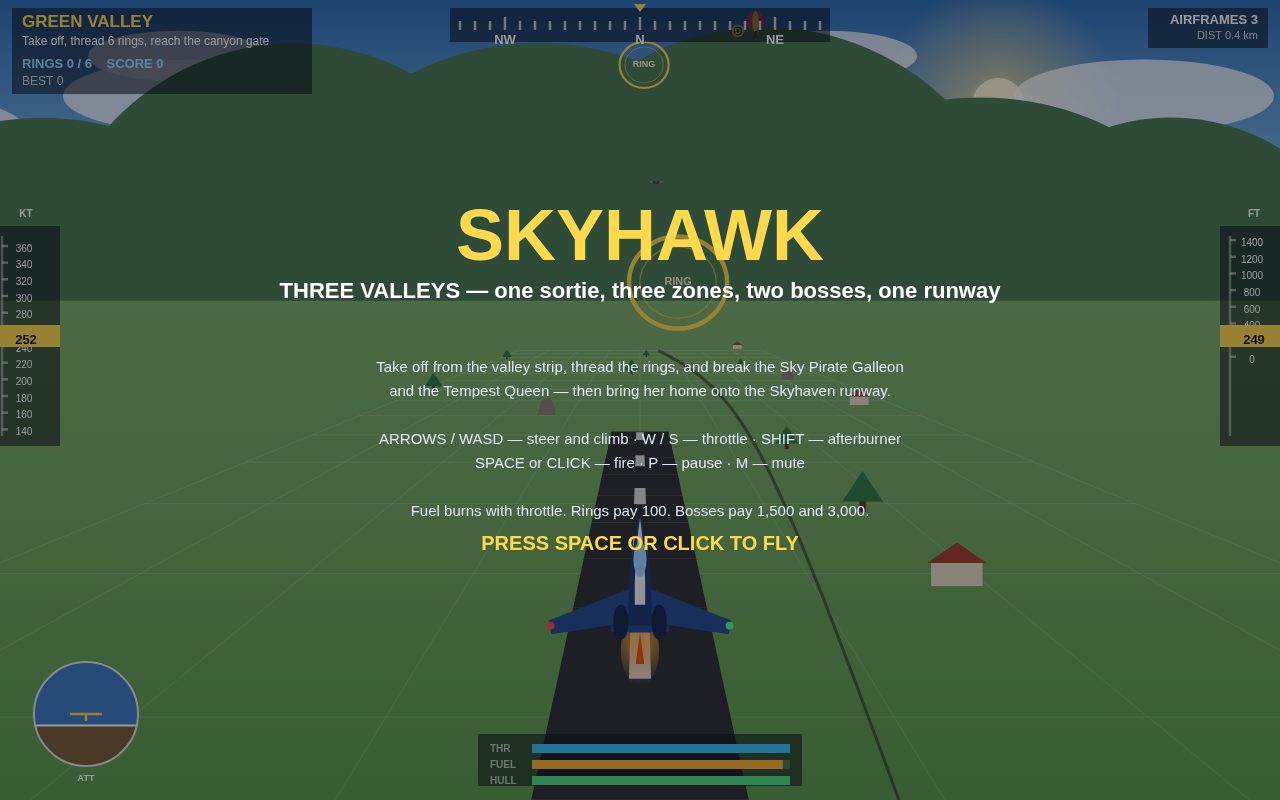 GREEN VALLEY
Take off, thread 6 rings, reach the canyon gate
RINGS 0 / 6 SCORE 0
BEST 0
NW N NE
RING
AIRFRAMES 3
DIST 0.4 km
KT
360
340
320
300
280
252
240
220
200
180
160
140
FT
1400
1200
1000
800
600
400
249
0
SKYHAWK
RING
THREE VALLEYS — one sortie, three zones, two bosses, one runway
Take off from the valley strip, thread the rings, and break the Sky Pirate Galleon
and the Tempest Queen — then bring her home onto the Skyhaven runway.
ARROWS / WASD — steer and climb · W / S — throttle · SHIFT — afterburner
SPACE or CLICK — fire · P — pause · M — mute
Fuel burns with throttle. Rings pay 100. Bosses pay 1,500 and 3,000.
PRESS SPACE OR CLICK TO FLY
ATT
THR
FUEL
HULL